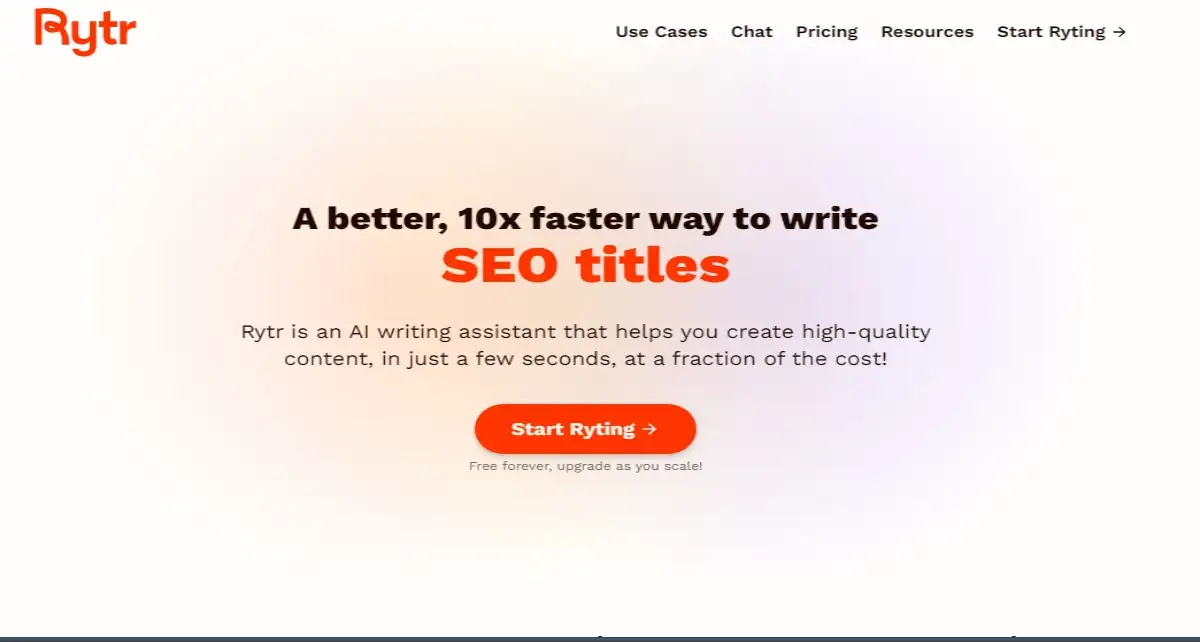 Rytr
Use Cases Chat Pricing Resources Start Ryting →
A better, 10x faster way to write
SEO titles
Rytr is an AI writing assistant that helps you create high-quality
content, in just a few seconds, at a fraction of the cost!
Start Ryting →
Free forever, upgrade as you scale!